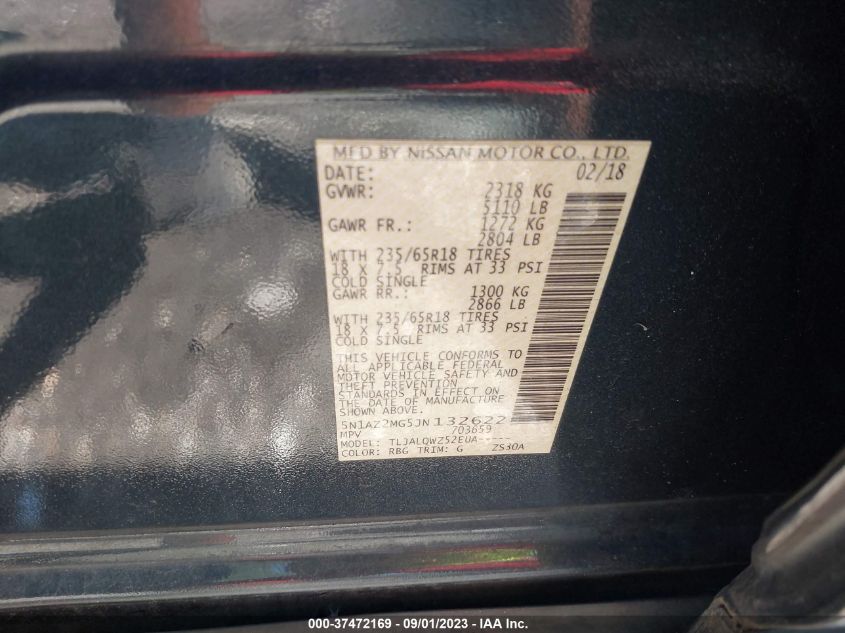 MFD BY NISSAN MOTOR CO., LTD.
DATE: 02/18
GVWR: 2318 KG
5110 LB
GAWR FR.: 1272 KG
2804 LB
WITH 235/65R18 TIRES
18 X 7.5 RIMS AT 33 PSI
COLD SINGLE
GAWR RR.: 1300 KG
2866 LB
WITH 235/65R18 TIRES
18 X 7.5 RIMS AT 33 PSI
COLD SINGLE
THIS VEHICLE CONFORMS TO
ALL APPLICABLE FEDERAL
MOTOR VEHICLE SAFETY AND
THEFT PREVENTION
STANDARDS IN EFFECT ON
THE DATE OF MANUFACTURE
SHOWN ABOVE.
5N1AZ2MG5JN132622
MPV 703659
MODEL: TLJALQWZ52EUA-----
COLOR: RBG TRIM: G ZS30A
000-37472169 - 09/01/2023 - IAA Inc.